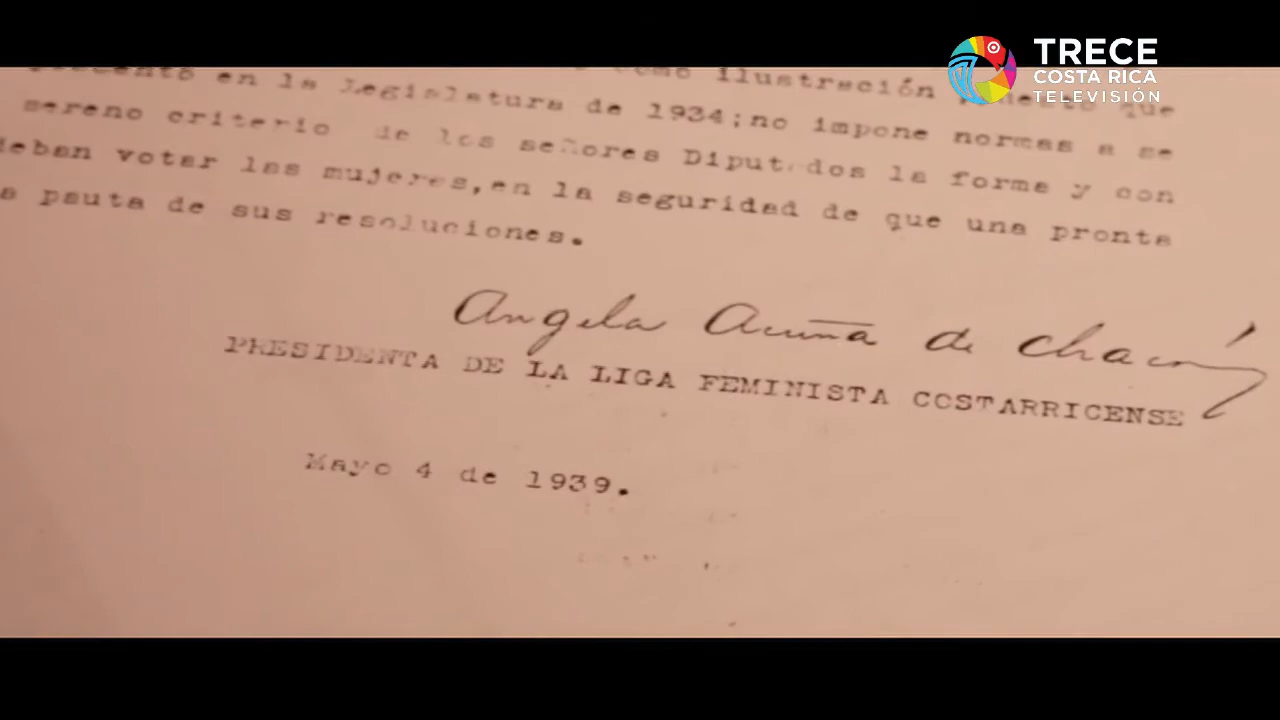 TRECE
COSTA RICA
TELEVISIÓN
en la Legislatura de 1934;no impone normas a se
sereno criterio de los señores Diputados la forma y con
deban votar las mujeres,en la seguridad de que una pronta
pauta de sus resoluciones.
Angela Acuña de Chacón
PRESIDENTA DE LA LIGA FEMINISTA COSTARRICENSE
Mayo 4 de 1939.